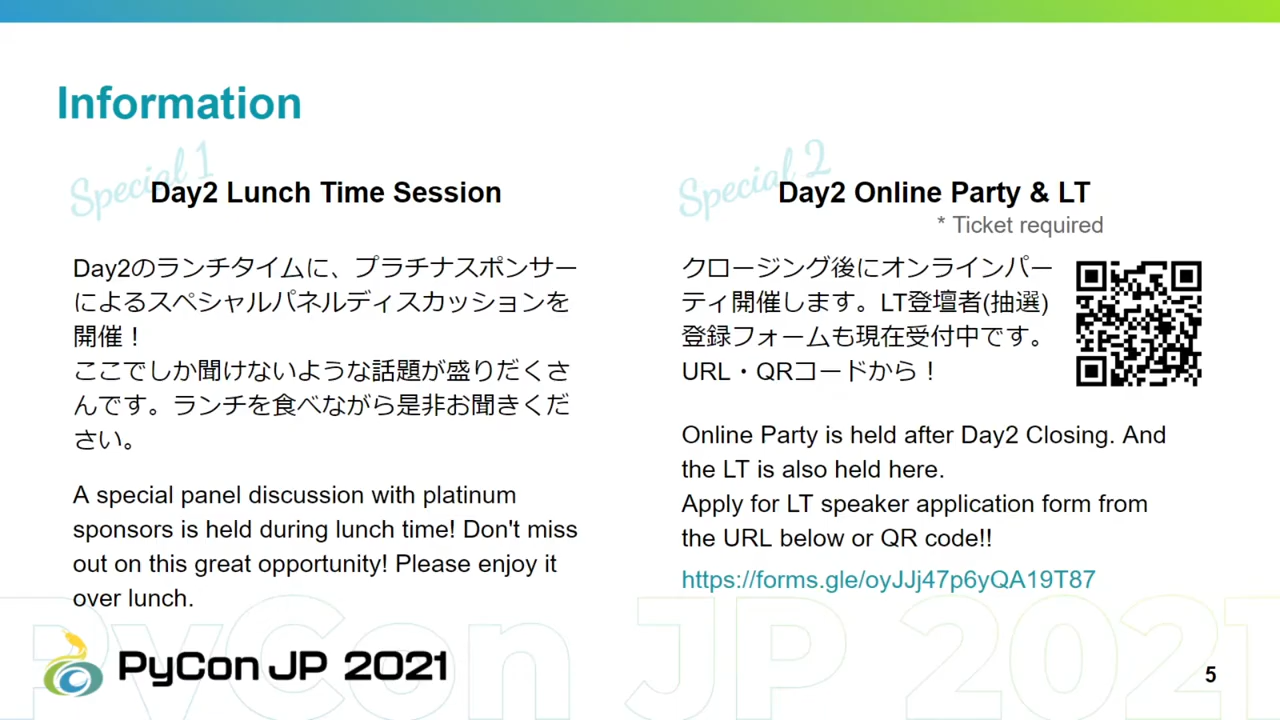 Information
Special 1
Day2 Lunch Time Session
Day2のランチタイムに、プラチナスポンサー
によるスペシャルパネルディスカッションを
開催！
ここでしか聞けないような話題が盛りだくさ
んです。ランチを食べながら是非お聞きくだ
さい。
A special panel discussion with platinum
sponsors is held during lunch time! Don't miss
out on this great opportunity! Please enjoy it
over lunch.
Special 2
Day2 Online Party & LT
* Ticket required
クロージング後にオンラインパー
ティ開催します。LT登壇者(抽選)
登録フォームも現在受付中です。
URL・QRコードから！
Online Party is held after Day2 Closing. And
the LT is also held here.
Apply for LT speaker application form from
the URL below or QR code!!
https://forms.gle/oyJJj47p6yQA19T87
PyCon JP 2021
PyCon JP 2021
5